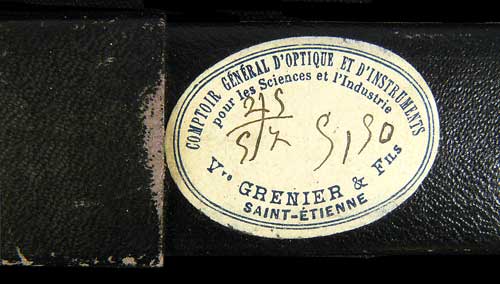 COMPTOIR GÉNÉRAL D'OPTIQUE ET D'INSTRUMENTS
pour les Sciences et l'Industrie
Vve GRENIER & Fils
SAINT-ÉTIENNE